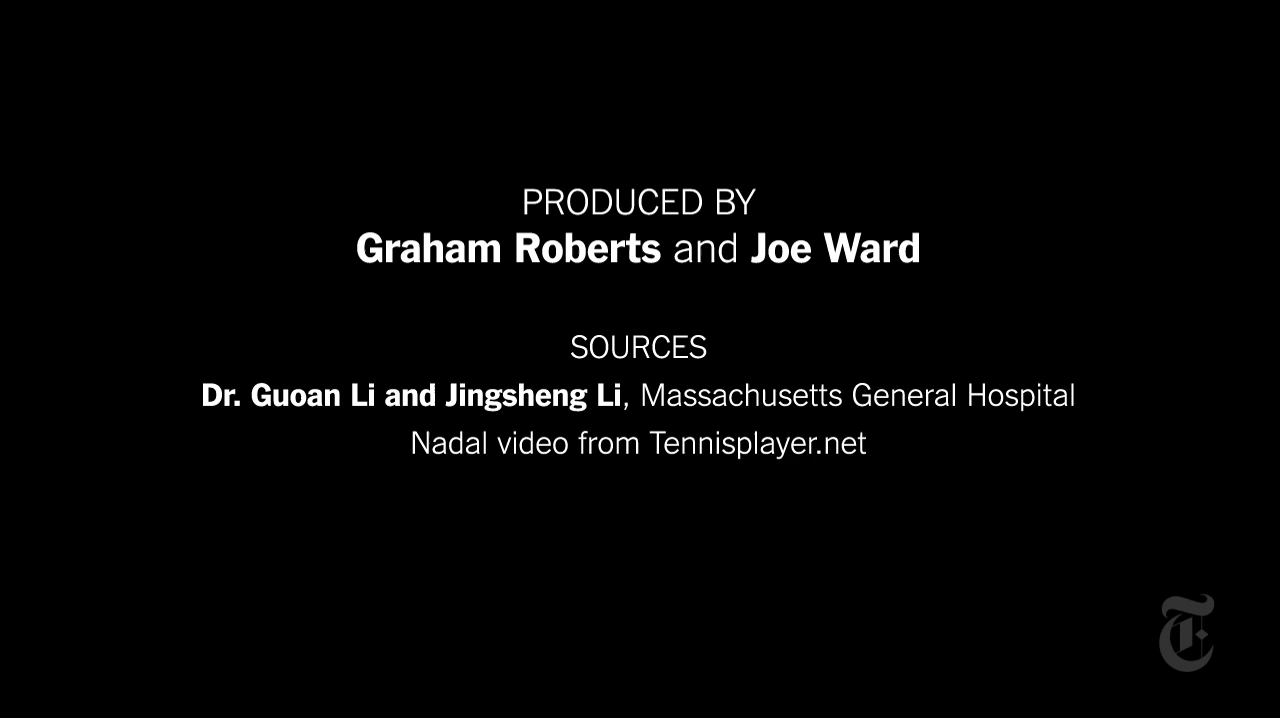 PRODUCED BY
Graham Roberts and Joe Ward
SOURCES
Dr. Guoan Li and Jingsheng Li, Massachusetts General Hospital
Nadal video from Tennisplayer.net
T